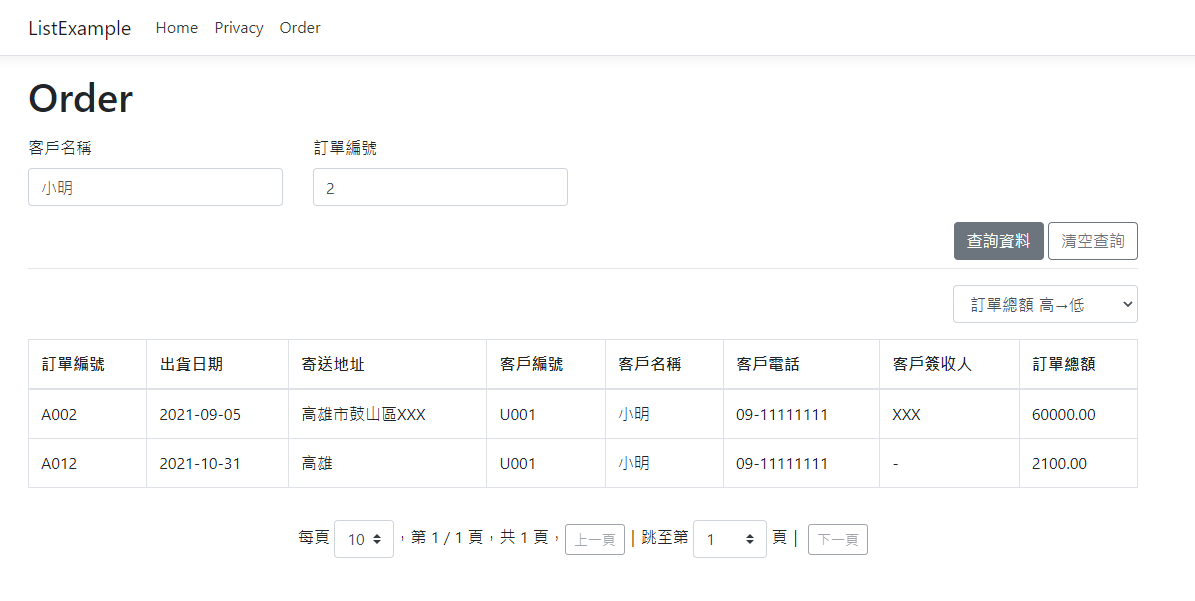 ListExample Home Privacy Order
Order
客戶名稱 訂單編號
小明 2
查詢資料 清空查詢
訂單總額 高→低
訂單編號 出貨日期 寄送地址 客戶編號 客戶名稱 客戶電話 客戶簽收人 訂單總額
A002 2021-09-05 高雄市鼓山區XXX U001 小明 09-11111111 XXX 60000.00
A012 2021-10-31 高雄 U001 小明 09-11111111 - 2100.00
每頁 10 ，第 1 / 1 頁，共 1 頁， 上一頁 | 跳至第 1 頁 | 下一頁